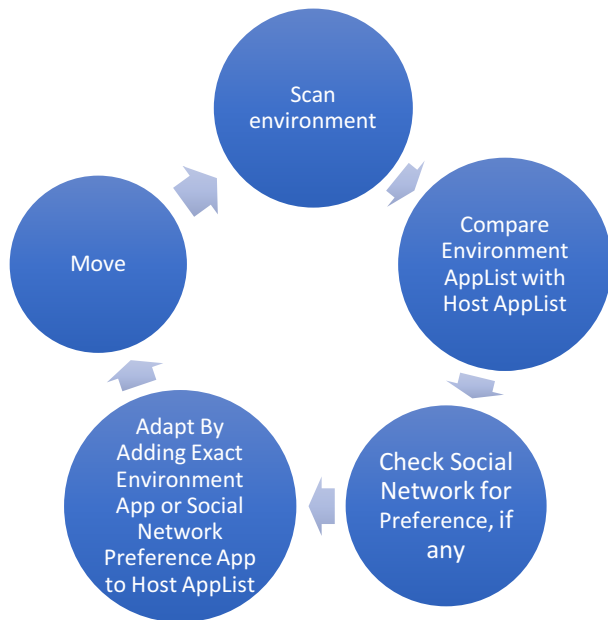 Scan
environment
Compare
Environment
AppList with
Host AppList
Check Social
Network for
Preference, if
any
Adapt By
Adding Exact
Environment
App or Social
Network
Preference App
to Host AppList
Move